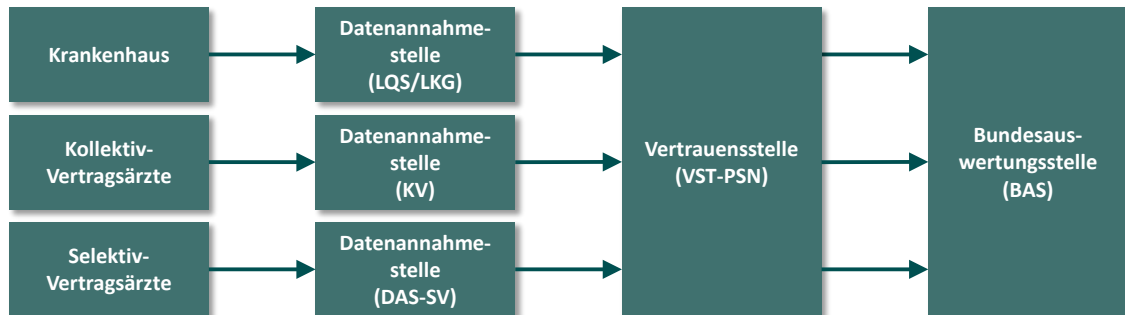 Krankenhaus
Datenannahme-
stelle
(LQS/LKG)
Kollektiv-
Vertragsärzte
Datenannahme-
stelle
(KV)
Selektiv-
Vertragsärzte
Datenannahme-
stelle
(DAS-SV)
Vertrauensstelle
(VST-PSN)
Bundesaus-
wertungsstelle
(BAS)